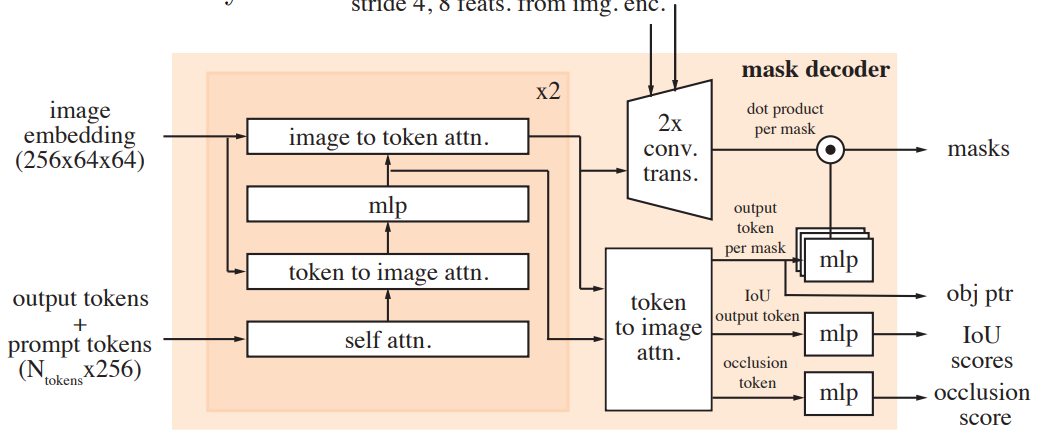 stride 4, 8 feats. from img. enc.
mask decoder
x2
image
embedding
(256x64x64)
image to token attn.
mlp
token to image attn.
self attn.
output tokens
+
prompt tokens
(N_tokens x256)
2x
conv.
trans.
dot product
per mask
masks
token
to image
attn.
output
token
per mask
mlp
obj ptr
IoU
output token
mlp
IoU
scores
occlusion
token
mlp
occlusion
score